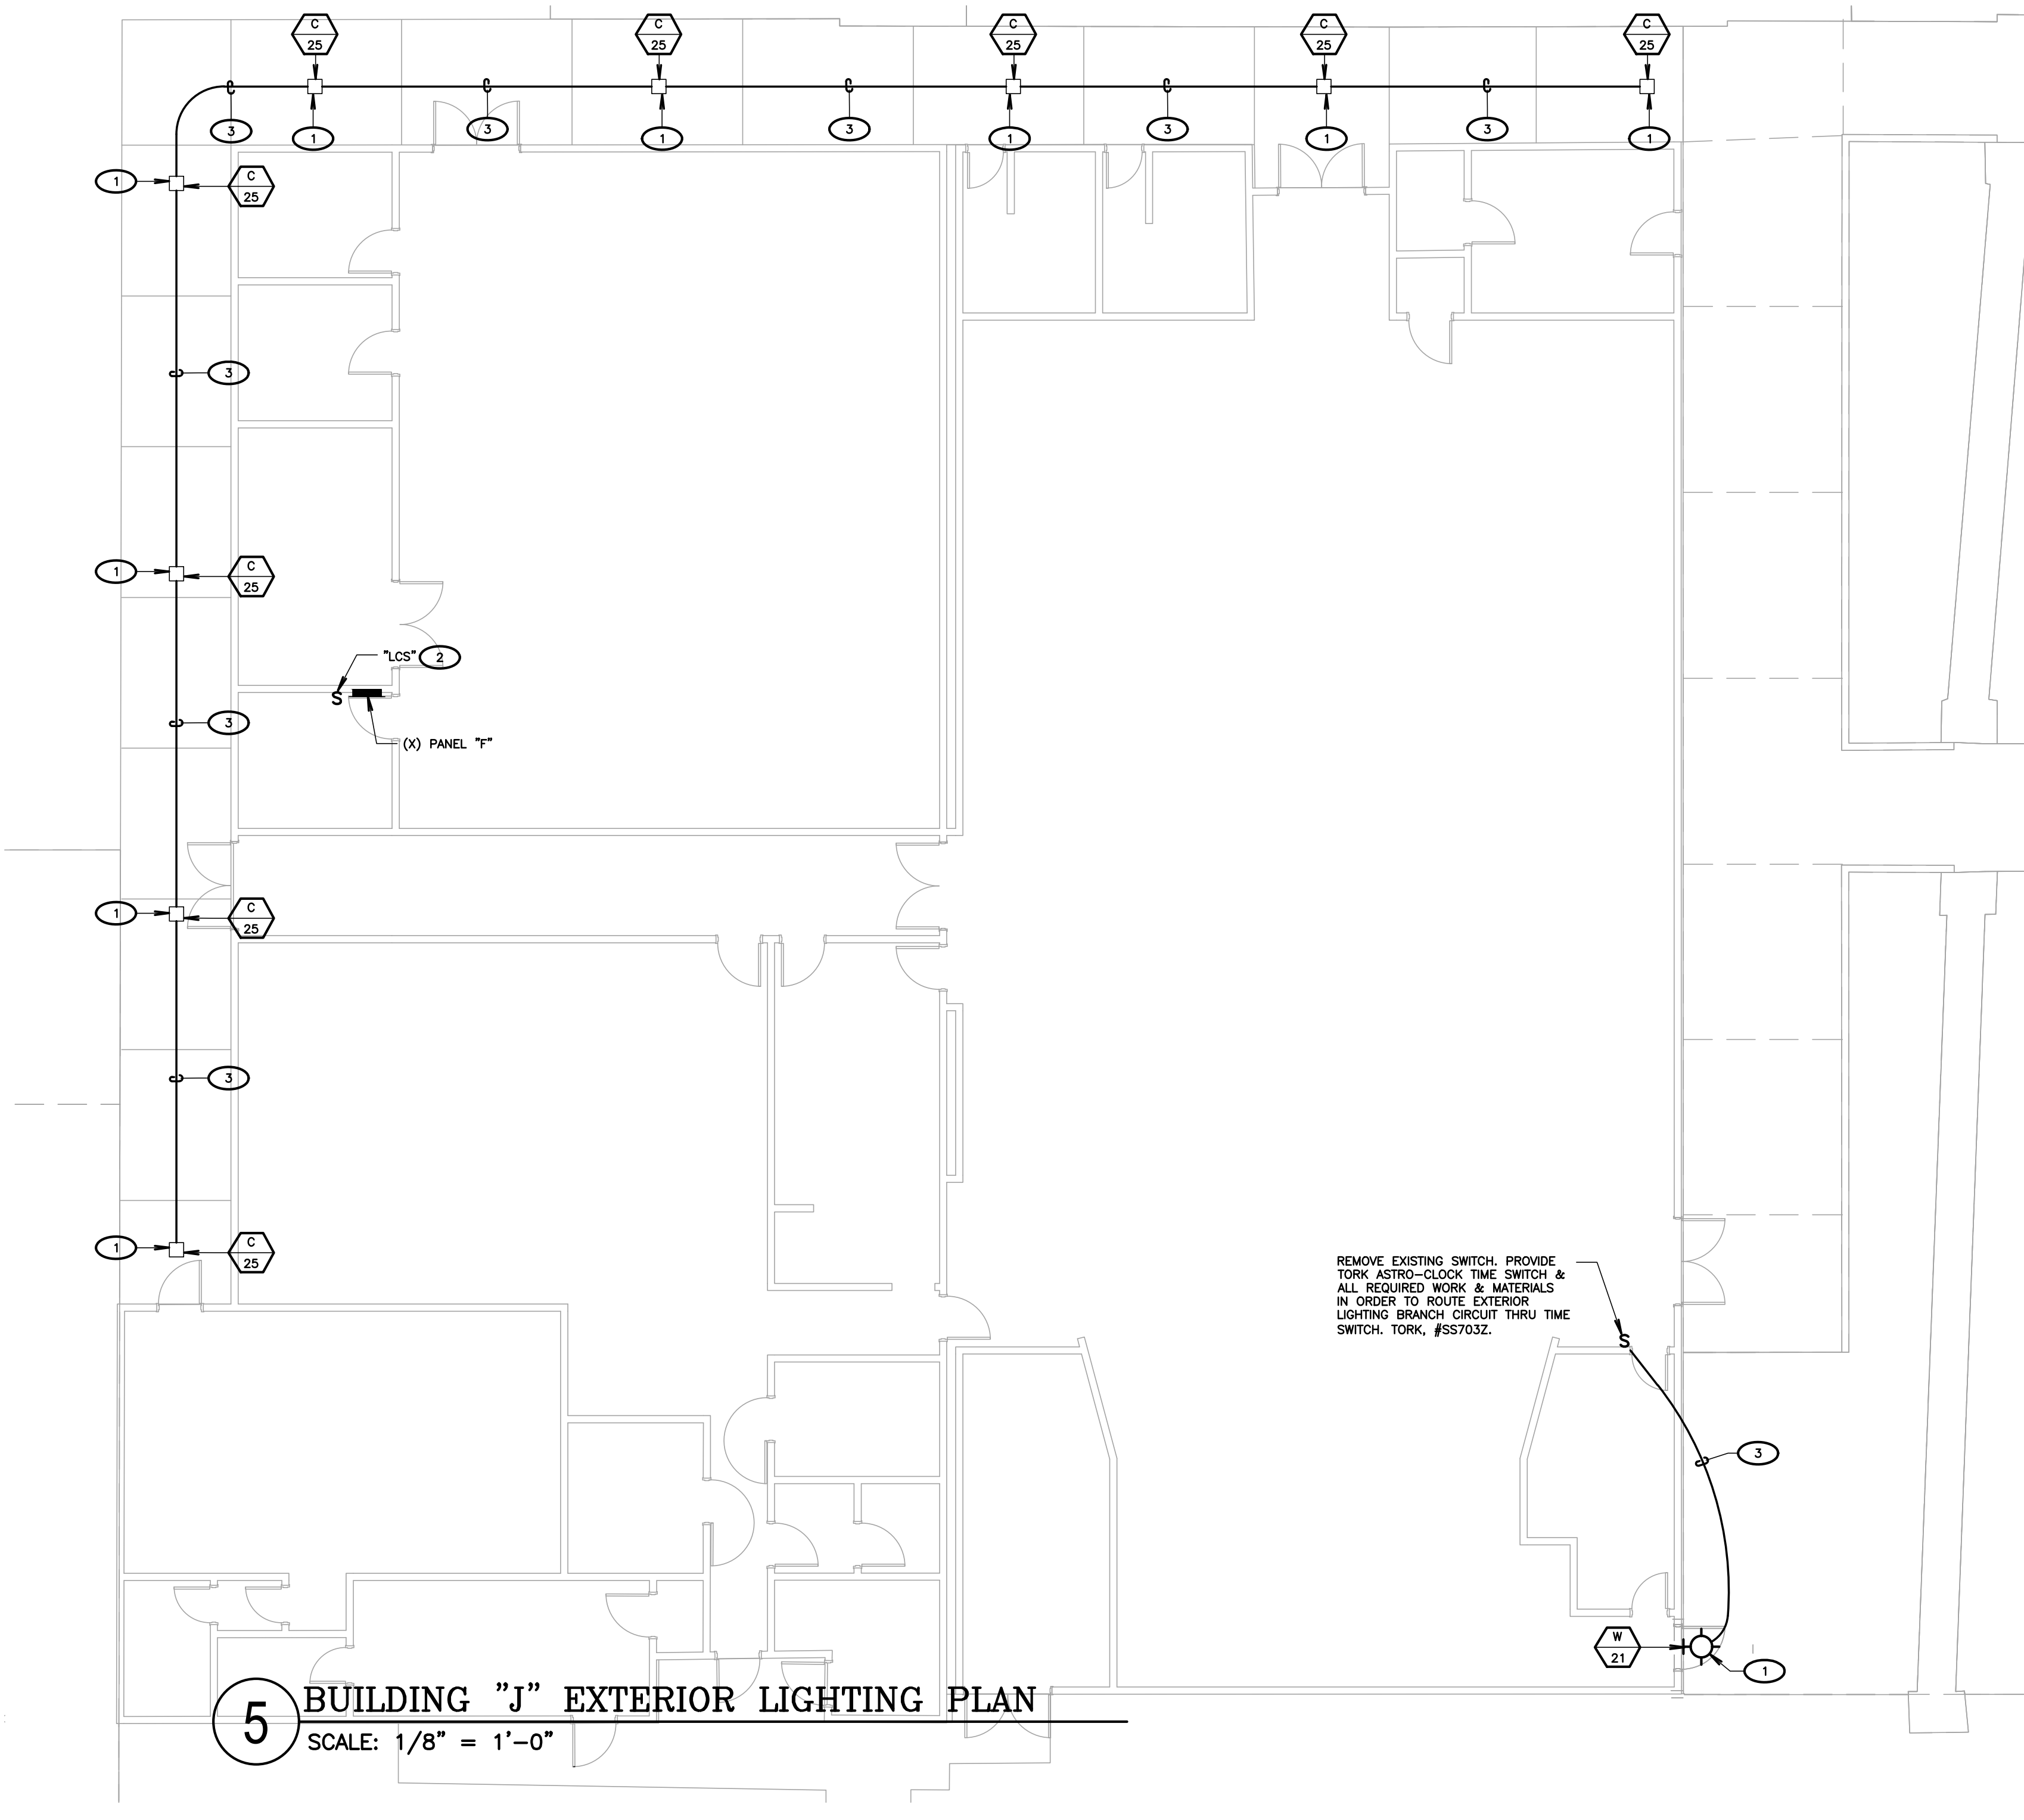 C
25
C
25
C
25
C
25
C
25
3
1
3
1
3
1
3
1
3
1
1
C
25
3
1
C
25
"LCS" 2
S
3
(X) PANEL "F"
1
C
25
3
1
C
25
REMOVE EXISTING SWITCH. PROVIDE
TORK ASTRO-CLOCK TIME SWITCH &
ALL REQUIRED WORK & MATERIALS
IN ORDER TO ROUTE EXTERIOR
LIGHTING BRANCH CIRCUIT THRU TIME
SWITCH. TORK, #SS703Z.
S
3
W
21
1
5
BUILDING "J" EXTERIOR LIGHTING PLAN
SCALE: 1/8" = 1'-0"